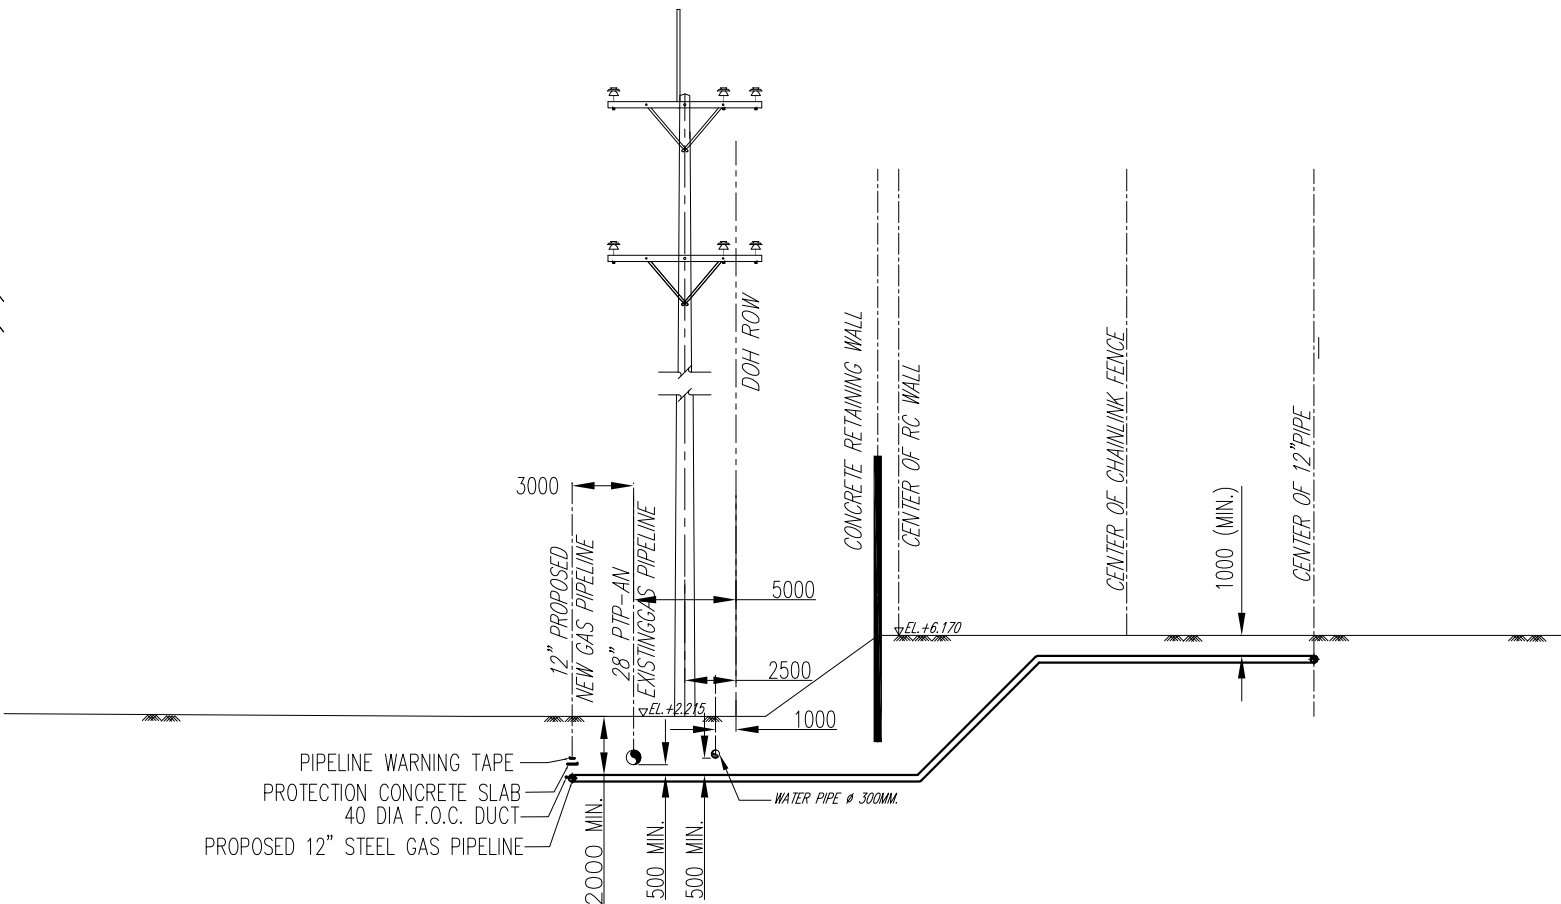 DOH ROW
CONCRETE RETAINING WALL
CENTER OF RC WALL
CENTER OF CHAINLINK FENCE
CENTER OF 12"PIPE
3000
12" PROPOSED
NEW GAS PIPELINE
28" PTP-AN
EXISTINGGAS PIPELINE
5000
1000 (MIN.)
EL.+6.170
2500
EL.+2.215
1000
PIPELINE WARNING TAPE
PROTECTION CONCRETE SLAB
40 DIA F.O.C. DUCT
PROPOSED 12" STEEL GAS PIPELINE
2000 MIN.
500 MIN.
500 MIN.
WATER PIPE ø 300MM.